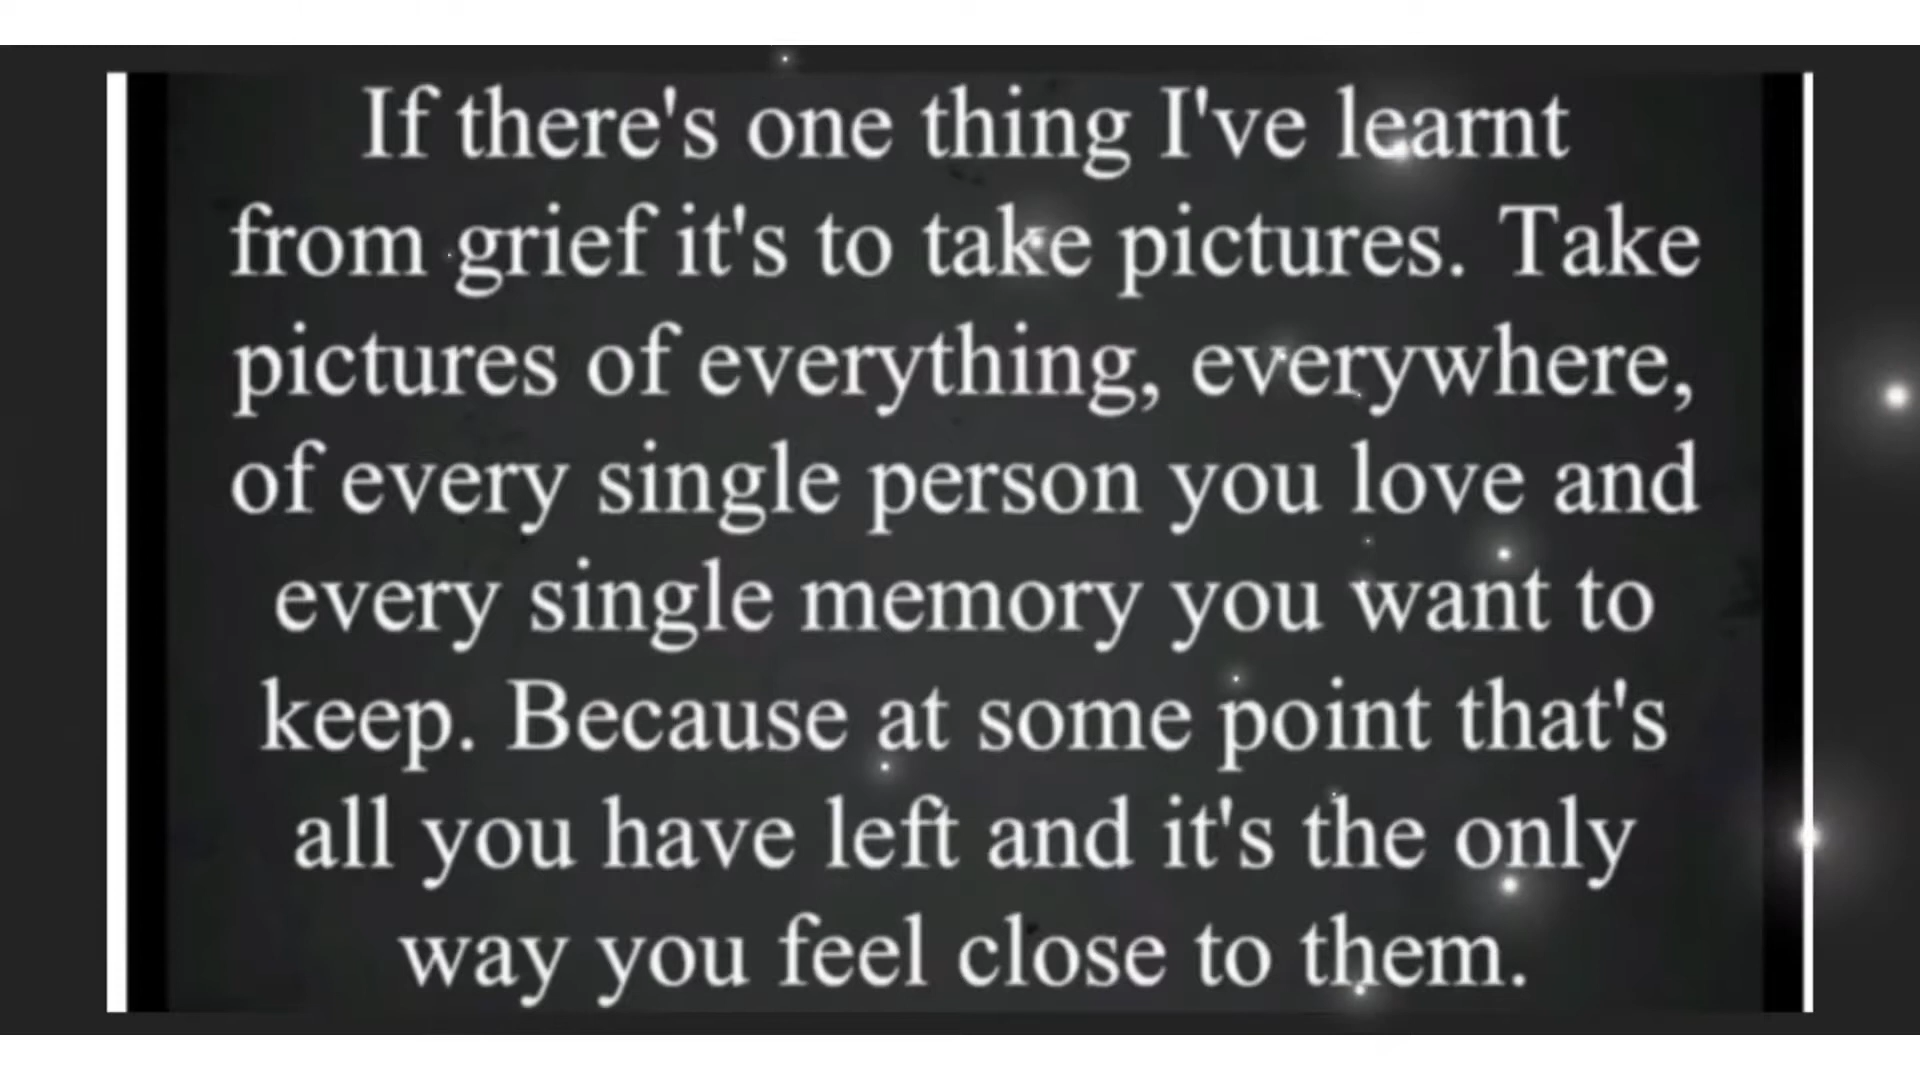 If there's one thing I've learnt
from grief it's to take pictures. Take
pictures of everything, everywhere,
of every single person you love and
every single memory you want to
keep. Because at some point that's
all you have left and it's the only
way you feel close to them.